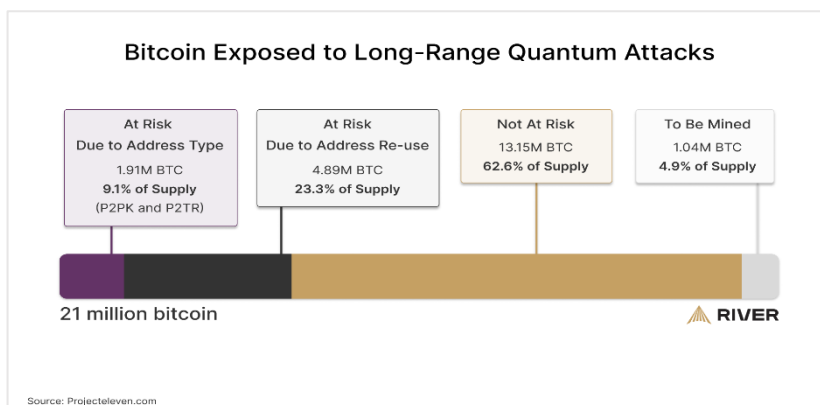 Bitcoin Exposed to Long-Range Quantum Attacks
At Risk
Due to Address Type
1.91M BTC
9.1% of Supply
(P2PK and P2TR)
At Risk
Due to Address Re-use
4.89M BTC
23.3% of Supply
Not At Risk
13.15M BTC
62.6% of Supply
To Be Mined
1.04M BTC
4.9% of Supply
21 million bitcoin
RIVER
Source: Projecteleven.com